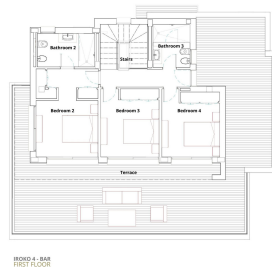 Bathroom 2
Bathroom 3
Stairs
Bedroom 2
Bedroom 3
Bedroom 4
Terrace
IROKO 4 - BAR
FIRST FLOOR